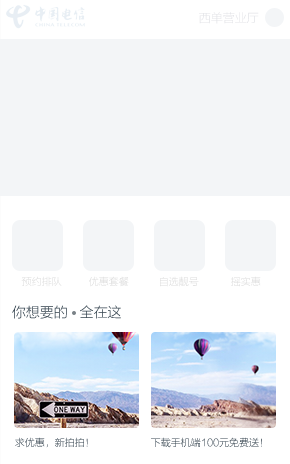 中国电信
CHINA TELECOM
西单营业厅
预约排队
优惠套餐
自选靓号
摇实惠
你想要的•全在这
ONE WAY
求优惠，新拍拍！
下载手机端100元免费送！